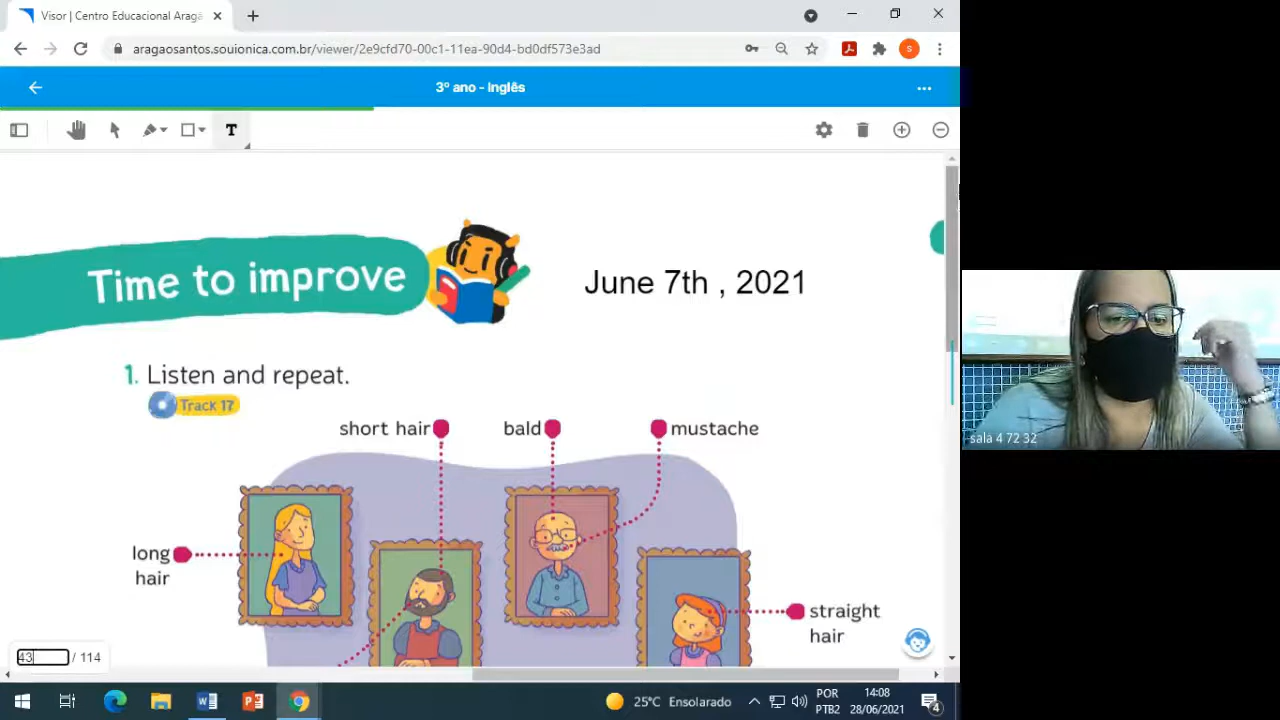 Visor | Centro Educacional Aragã
aragaosantos.souionica.com.br/viewer/2e9cfd70-00c1-11ea-90d4-bd0df573e3ad
S
3º ano - Inglês
T
Time to improve
June 7th , 2021
1. Listen and repeat.
Track 17
short hair
bald
mustache
long
hair
straight
hair
43 / 114
sala 4 72 32
25°C Ensolarado
POR
PTB2
14:08
28/06/2021
4